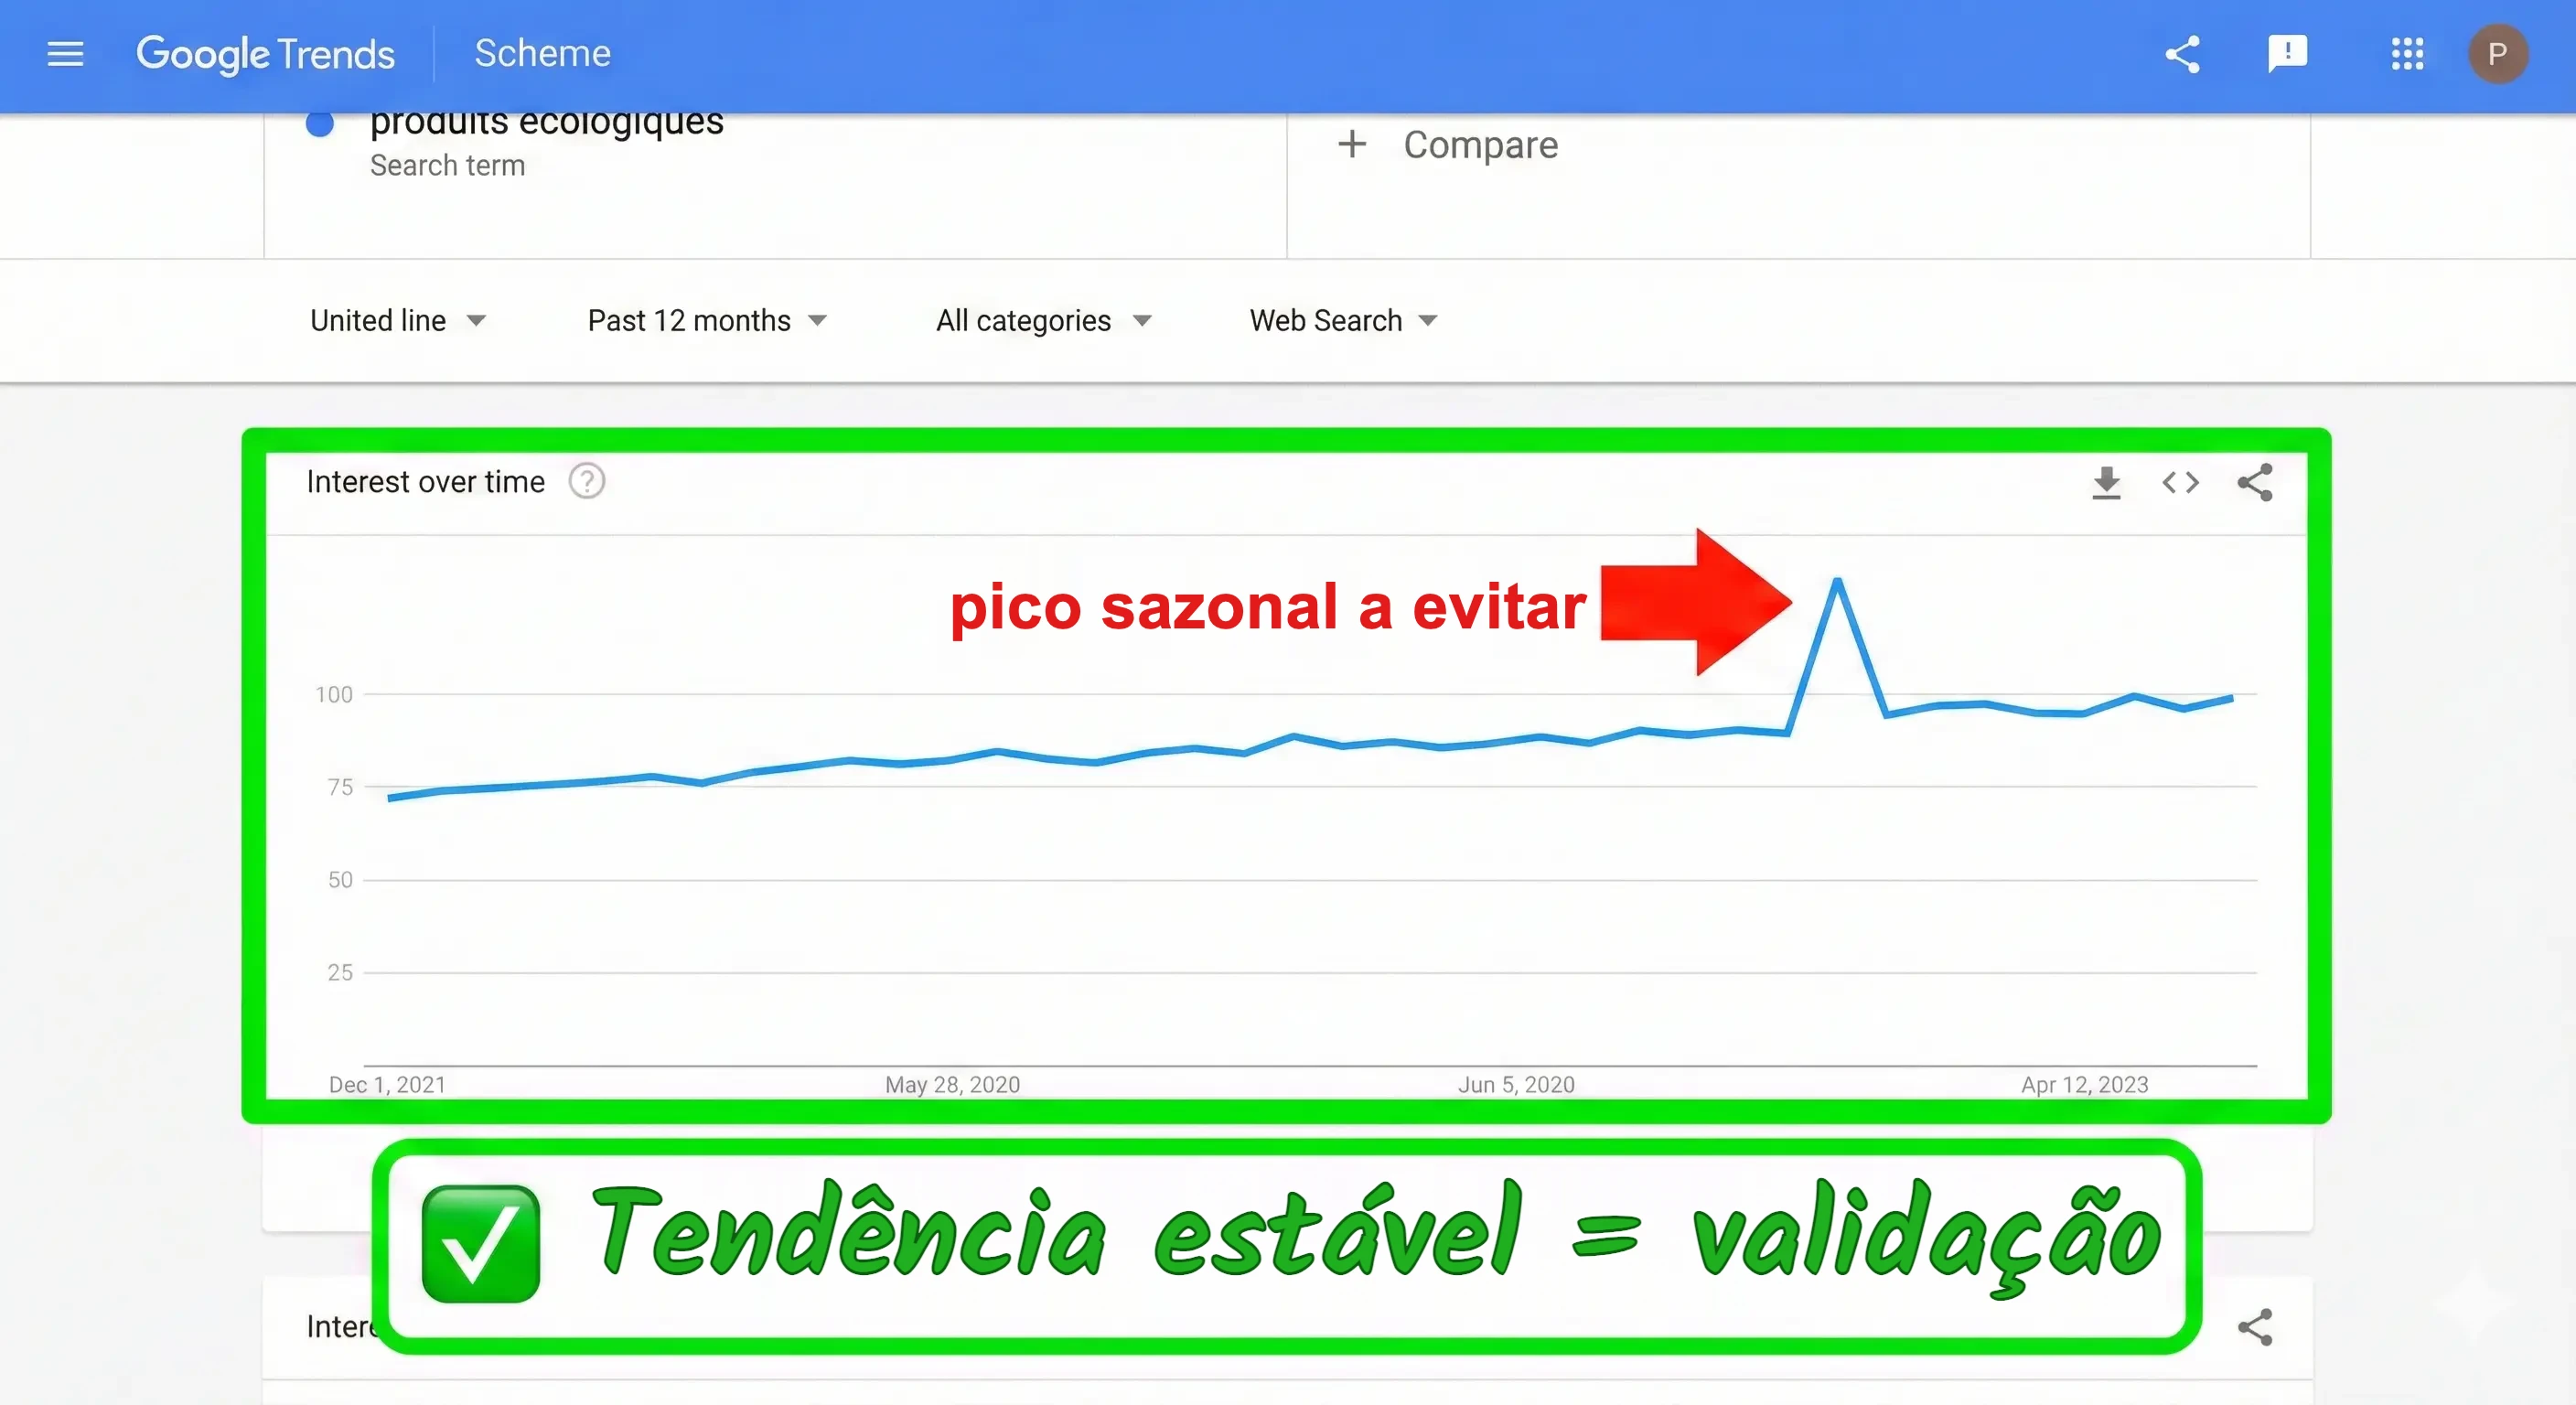 Google Trends Scheme
P
produits écologiques
Search term
+ Compare
United line
Past 12 months
All categories
Web Search
Interest over time ?
pico sazonal a evitar
100
75
50
25
Dec 1, 2021
May 28, 2020
Jun 5, 2020
Apr 12, 2023
✅ Tendência estável = validação